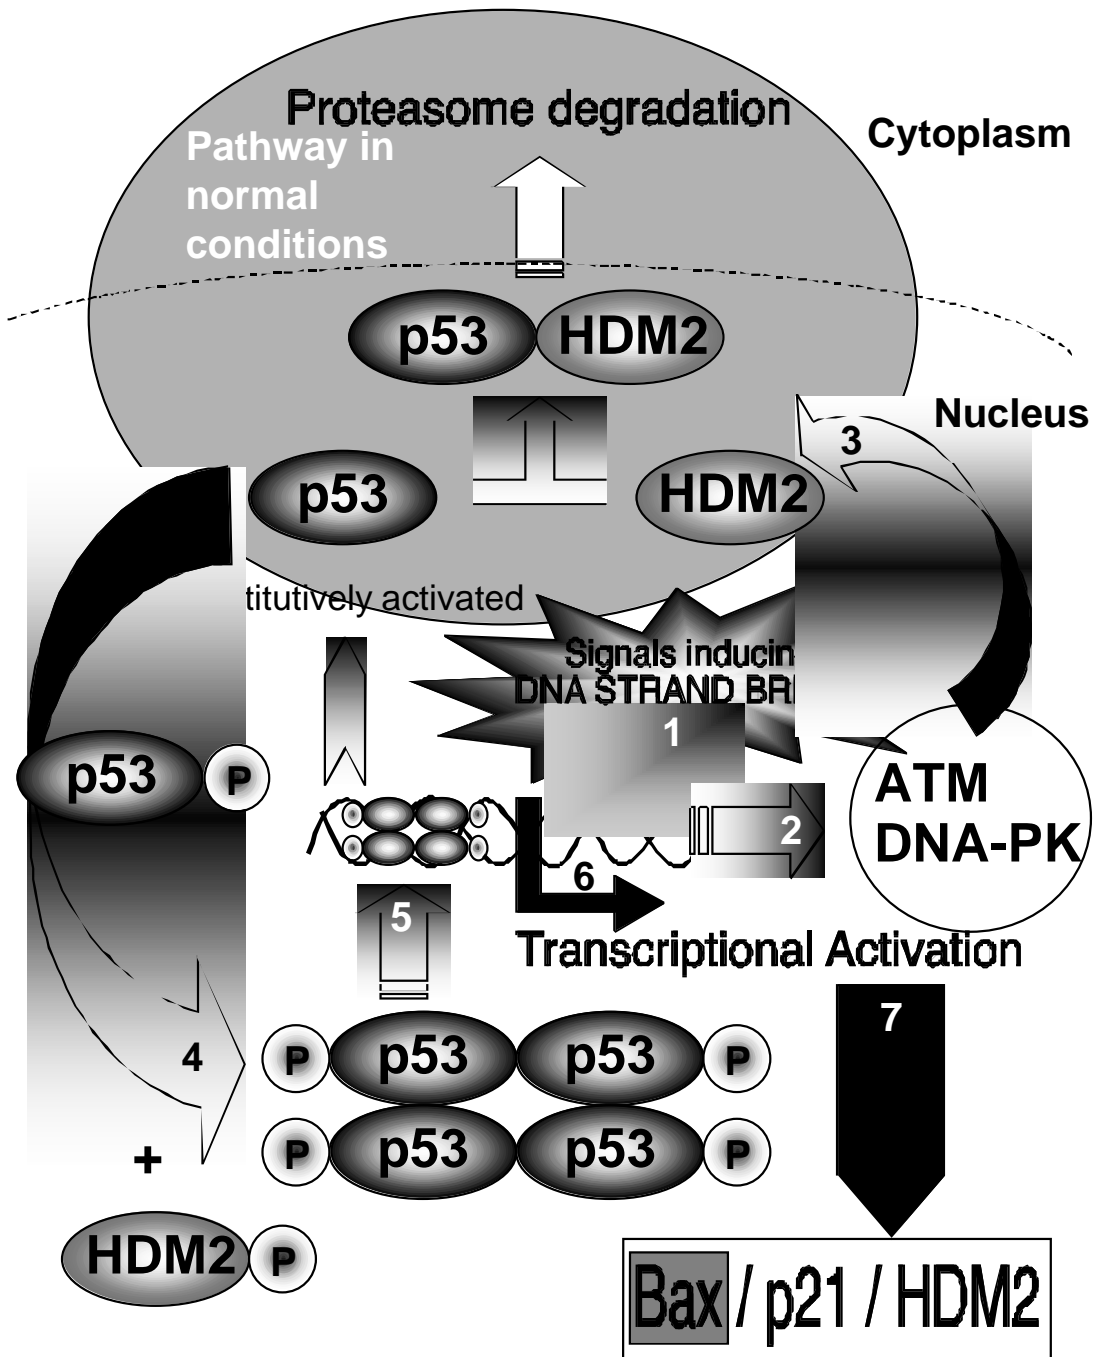 Proteasome degradation
Cytoplasm
Pathway in
normal
conditions
p53 HDM2
Nucleus
3
p53 HDM2
titutively activated
Signals inducin
DNA STRAND BR
1
p53 P
ATM
DNA-PK
2
6
5
Transcriptional Activation
7
4
P p53 p53 P
P p53 p53 P
+
HDM2 P
Bax / p21 / HDM2